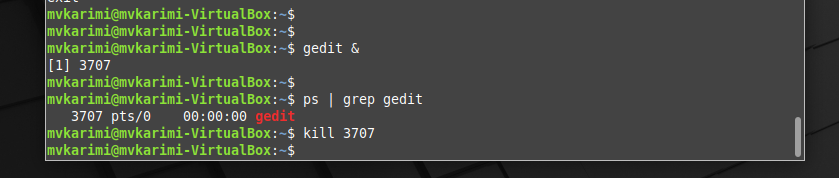 exit
mvkarimi@mvkarimi-VirtualBox:~$
mvkarimi@mvkarimi-VirtualBox:~$
mvkarimi@mvkarimi-VirtualBox:~$ gedit &
[1] 3707
mvkarimi@mvkarimi-VirtualBox:~$
mvkarimi@mvkarimi-VirtualBox:~$ ps | grep gedit
3707 pts/0    00:00:00 gedit
mvkarimi@mvkarimi-VirtualBox:~$ kill 3707
mvkarimi@mvkarimi-VirtualBox:~$